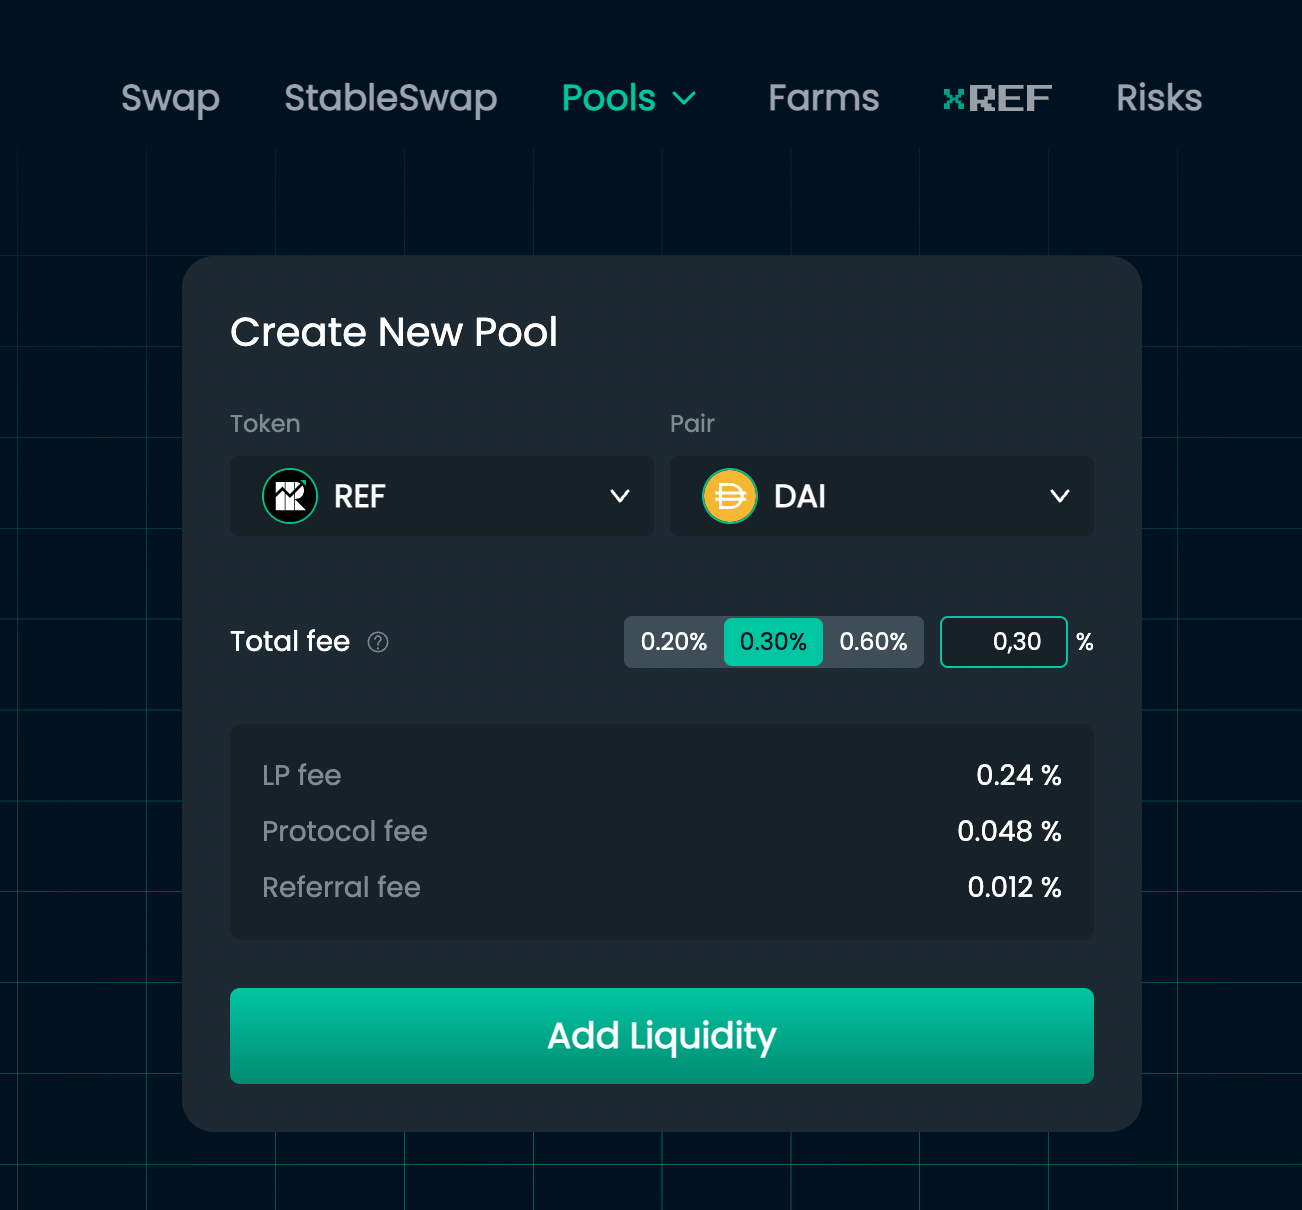 Swap StableSwap Pools Farms xREF Risks
Create New Pool
Token Pair
REF DAI
Total fee ? 0.20% 0.30% 0.60% 0,30 %
LP fee 0.24 %
Protocol fee 0.048 %
Referral fee 0.012 %
Add Liquidity